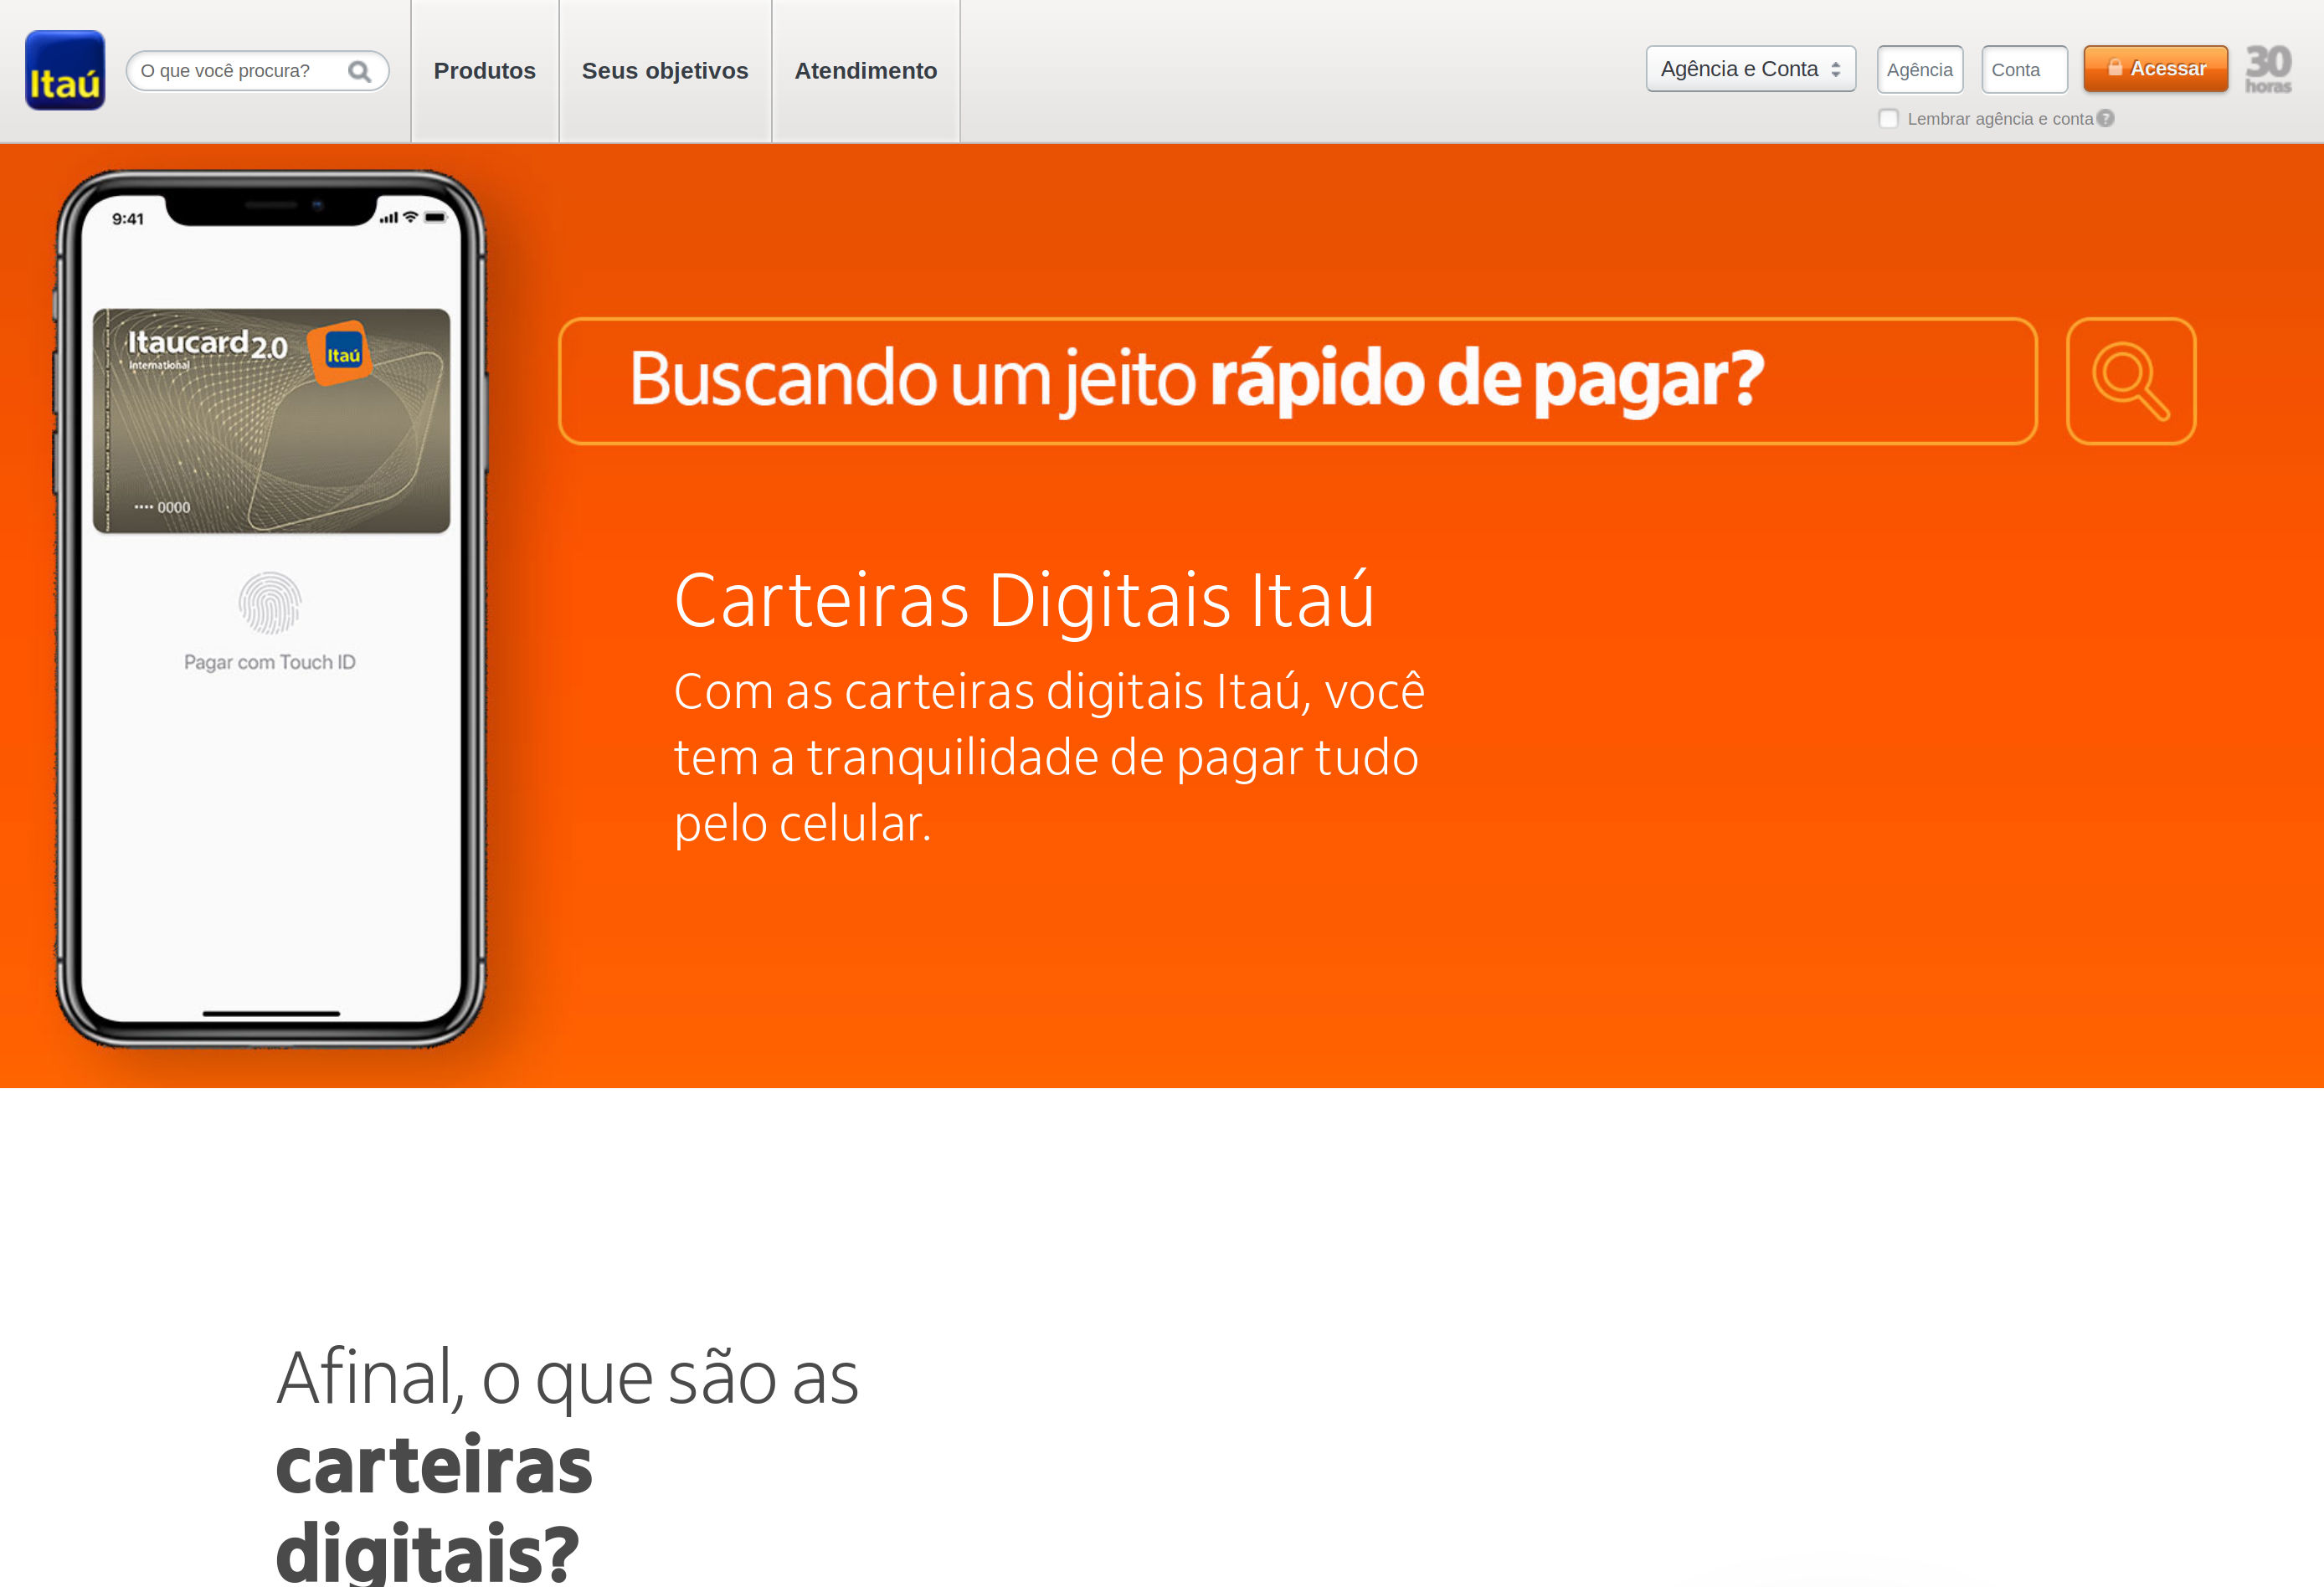 Itaú
O que você procura?
Produtos
Seus objetivos
Atendimento
Agência e Conta
Agência
Conta
Acessar
30
horas
Lembrar agência e conta
?
9:41
Itaucard 2.0
International
Itaú
•••• 0000
Pagar com Touch ID
Buscando um jeito rápido de pagar?
Carteiras Digitais Itaú
Com as carteiras digitais Itaú, você
tem a tranquilidade de pagar tudo
pelo celular.
Afinal, o que são as
carteiras
digitais?